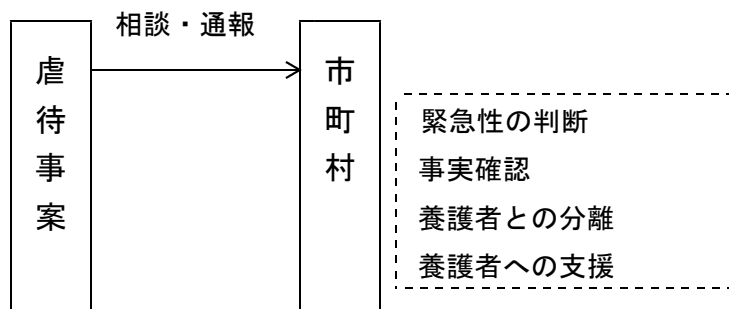 相談・通報
虐待事案
市町村
緊急性の判断
事実確認
養護者との分離
養護者への支援